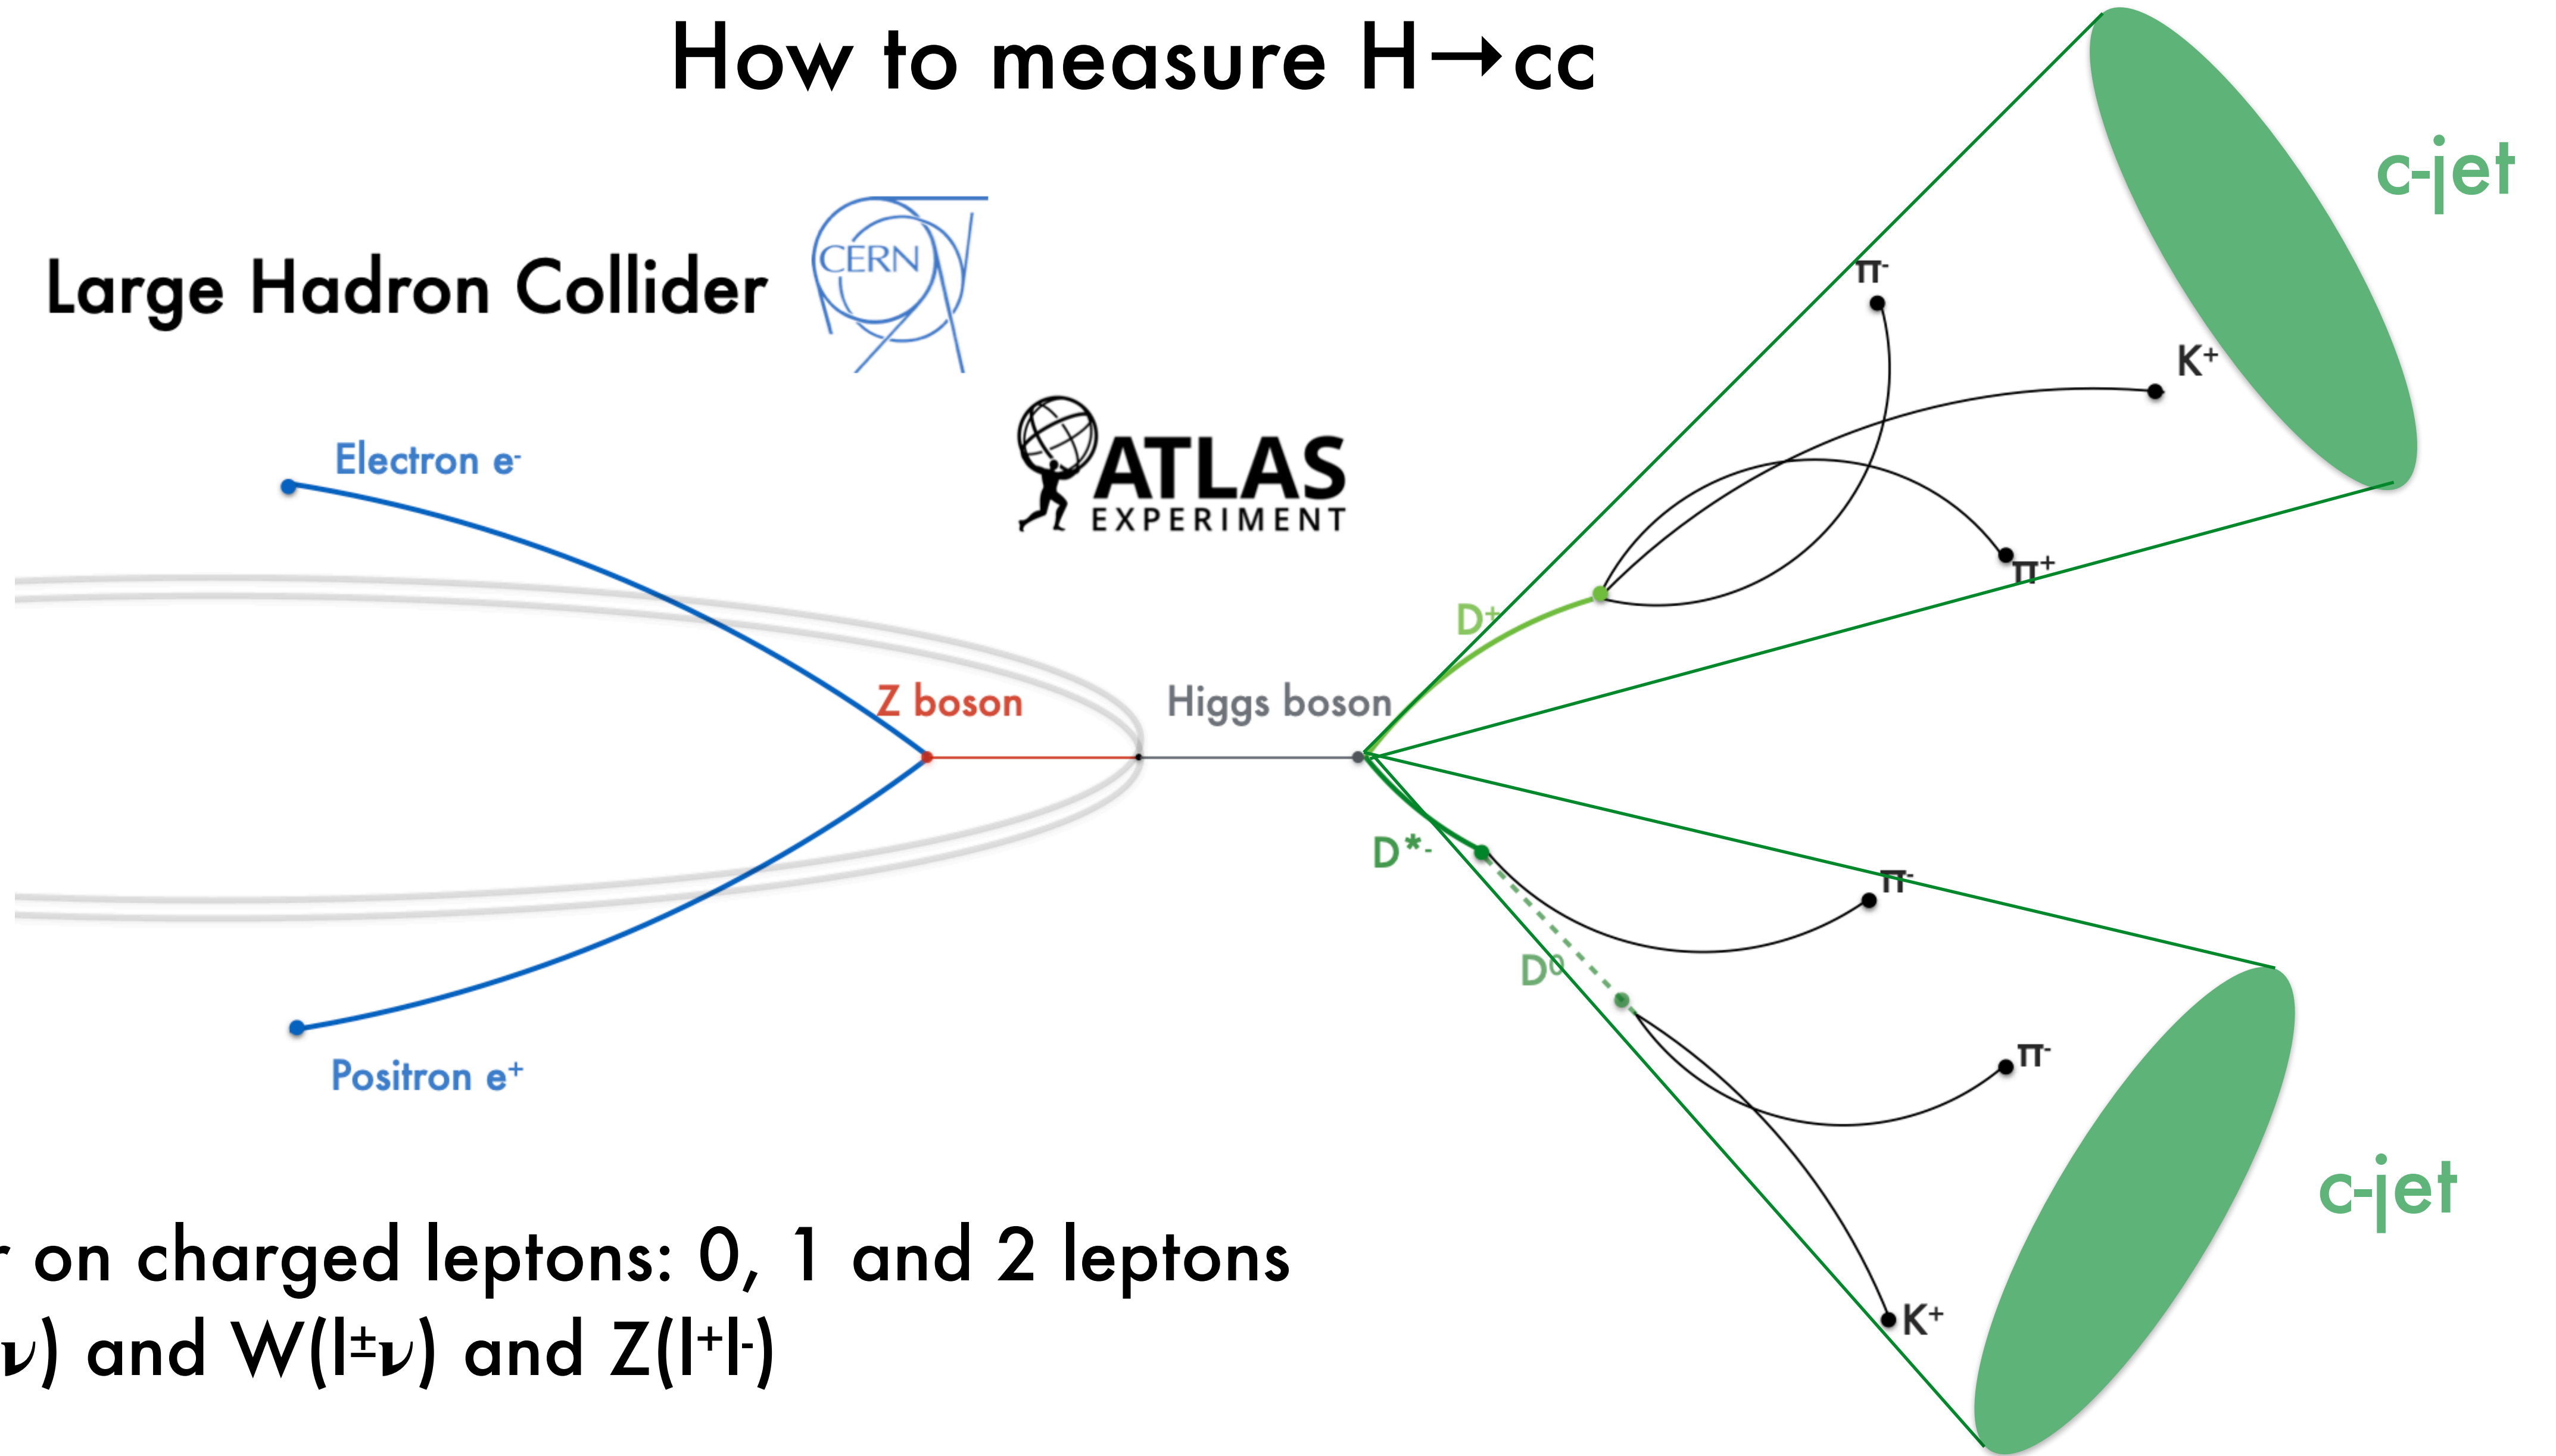 How to measure H→cc
c-jet
Large Hadron Collider
CERN
π⁻
K⁺
Electron e⁻
ATLAS
EXPERIMENT
π⁺
D⁺
Z boson
Higgs boson
D*⁻
π⁻
D⁰
π⁻
Positron e⁺
c-jet
r on charged leptons: 0, 1 and 2 leptons
K⁺
ν) and W(l±ν) and Z(l⁺l⁻)